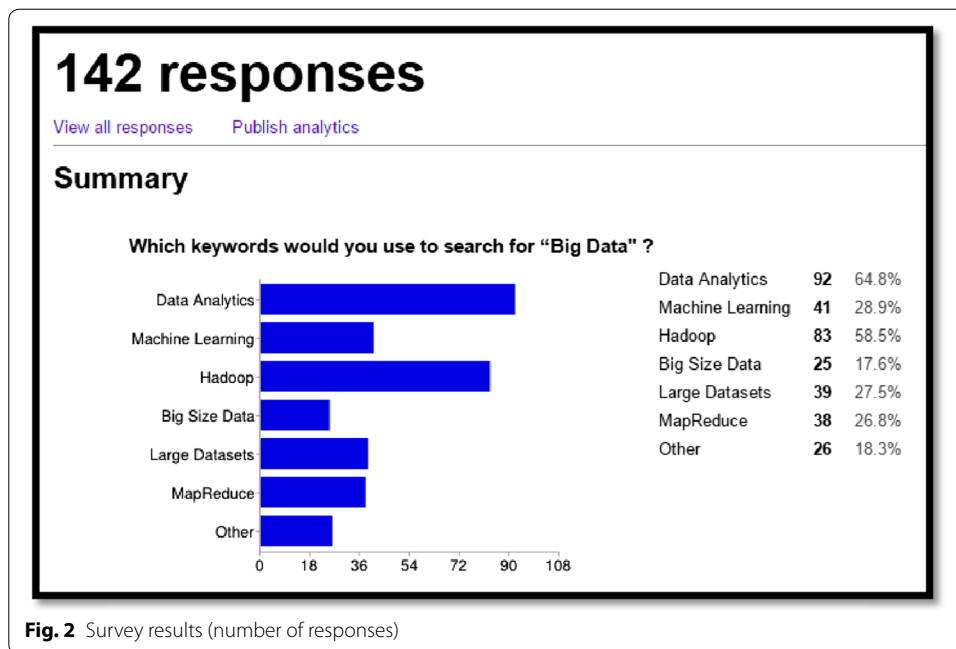 142 responses
View all responses Publish analytics
Summary
Which keywords would you use to search for “Big Data" ?
Data Analytics
Machine Learning
Hadoop
Big Size Data
Large Datasets
MapReduce
Other
0 18 36 54 72 90 108
Data Analytics 92 64.8%
Machine Learning 41 28.9%
Hadoop 83 58.5%
Big Size Data 25 17.6%
Large Datasets 39 27.5%
MapReduce 38 26.8%
Other 26 18.3%
Fig. 2 Survey results (number of responses)